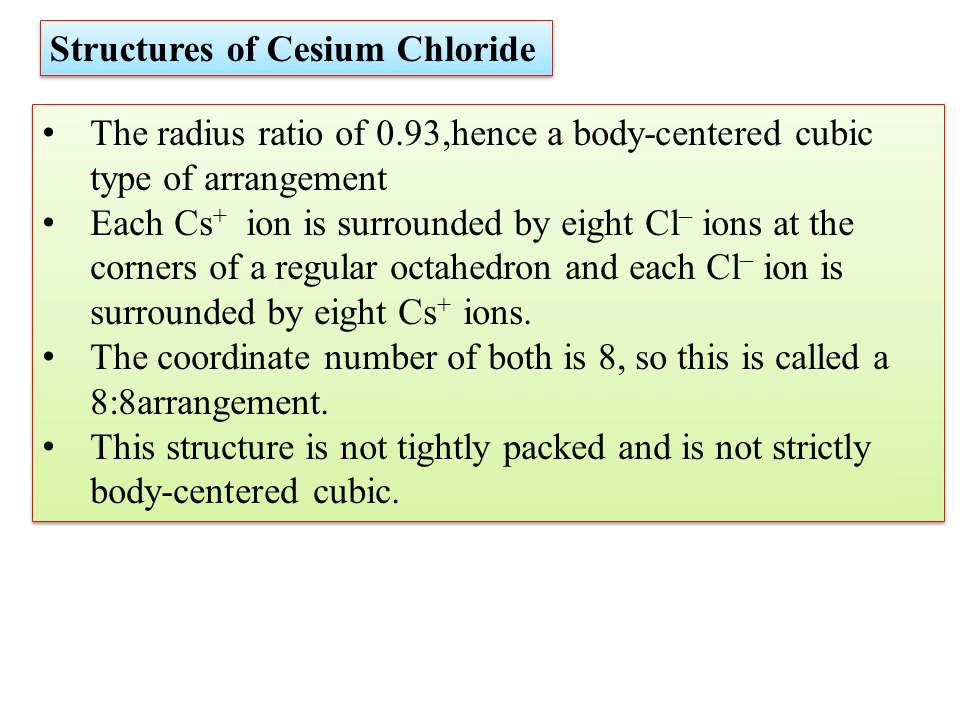 Structures of Cesium Chloride
• The radius ratio of 0.93,hence a body-centered cubic
type of arrangement
• Each Cs⁺ ion is surrounded by eight Cl⁻ ions at the
corners of a regular octahedron and each Cl⁻ ion is
surrounded by eight Cs⁺ ions.
• The coordinate number of both is 8, so this is called a
8:8arrangement.
• This structure is not tightly packed and is not strictly
body-centered cubic.